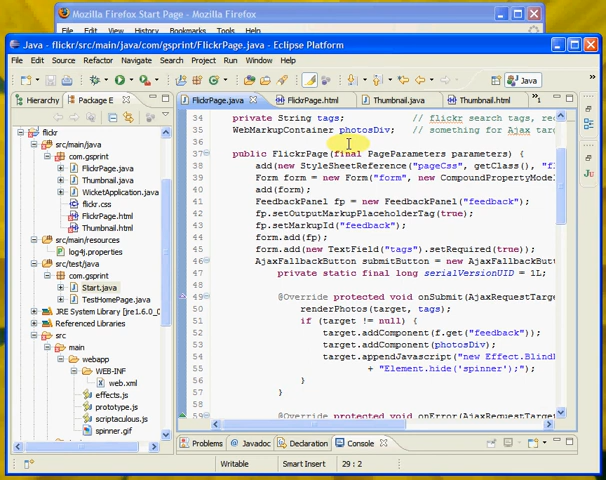 Mozilla Firefox Start Page - Mozilla Firefox
File Edit View History Bookmarks Tools Help
Java - flickr/src/main/java/com/gsprint/FlickrPage.java - Eclipse Platform
File Edit Source Refactor Navigate Search Project Run Window Help
Java
Hierarchy Package E
FlickrPage.java FlickrPage.html Thumbnail.java Thumbnail.html 1
flickr
src/main/java
com.gsprint
FlickrPage.java
Thumbnail.java
WicketApplication.java
flickr.css
FlickrPage.html
Thumbnail.html
src/main/resources
log4j.properties
src/test/java
com.gsprint
Start.java
TestHomePage.java
JRE System Library [jre1.6.0_0
Referenced Libraries
src
main
webapp
WEB-INF
web.xml
effects.js
prototype.js
scriptaculous.js
spinner.gif
34 private String tags; // flickr search tags, re
35 WebMarkupContainer photosDiv; // something for Ajax tar
36
37 public FlickrPage(final PageParameters parameters) {
38 add(new StyleSheetReference("pageCss", getClass(), "f
39 Form form = new Form("form", new CompoundPropertyMode
40 add(form);
41 FeedbackPanel fp = new FeedbackPanel("feedback");
42 fp.setOutputMarkupPlaceholderTag(true);
43 fp.setMarkupId("feedback");
44 form.add(fp);
45 form.add(new TextField("tags").setRequired(true));
46 AjaxFallbackButton submitButton = new AjaxFallbackButt
47 private static final long serialVersionUID = 1L;
48
49 @Override protected void onSubmit(AjaxRequestTarge
50 renderPhotos(target, tags);
51 if (target != null) {
52 target.addComponent(f.get("feedback"));
53 target.addComponent(photosDiv);
54 target.appendJavascript("new Effect.Blind
55 + "Element.hide('spinner');");
56 }
57 }
58
59 @Override protected void onError(AjaxRequestTarget
Problems Javadoc Declaration Console
Writable Smart Insert 29 : 2